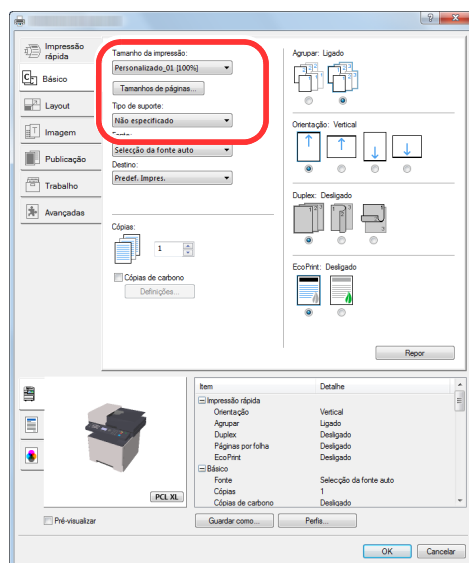 Impressão
rápida
Básico
Layout
Imagem
Publicação
Trabalho
Avançadas
Tamanho da impressão:
Personalizado_01 [100%]
Tamanhos de páginas...
Tipo de suporte:
Não especificado
Selecção da fonte auto
Destino:
Predef. Impres.
Cópias:
1
Cópias de carbono
Definições...
Agrupar: Ligado
Orientação: Vertical
Duplex: Desligado
EcoPrint: Desligado
Repor
PCL XL
Pré-visualizar
Item Detalhe
Impressão rápida
Orientação Vertical
Agrupar Ligado
Duplex Desligado
Páginas por folha Desligado
EcoPrint Desligado
Básico
Fonte Selecção da fonte auto
Cópias 1
Cópias de carbono Desligado
Guardar como... Perfis...
OK Cancelar